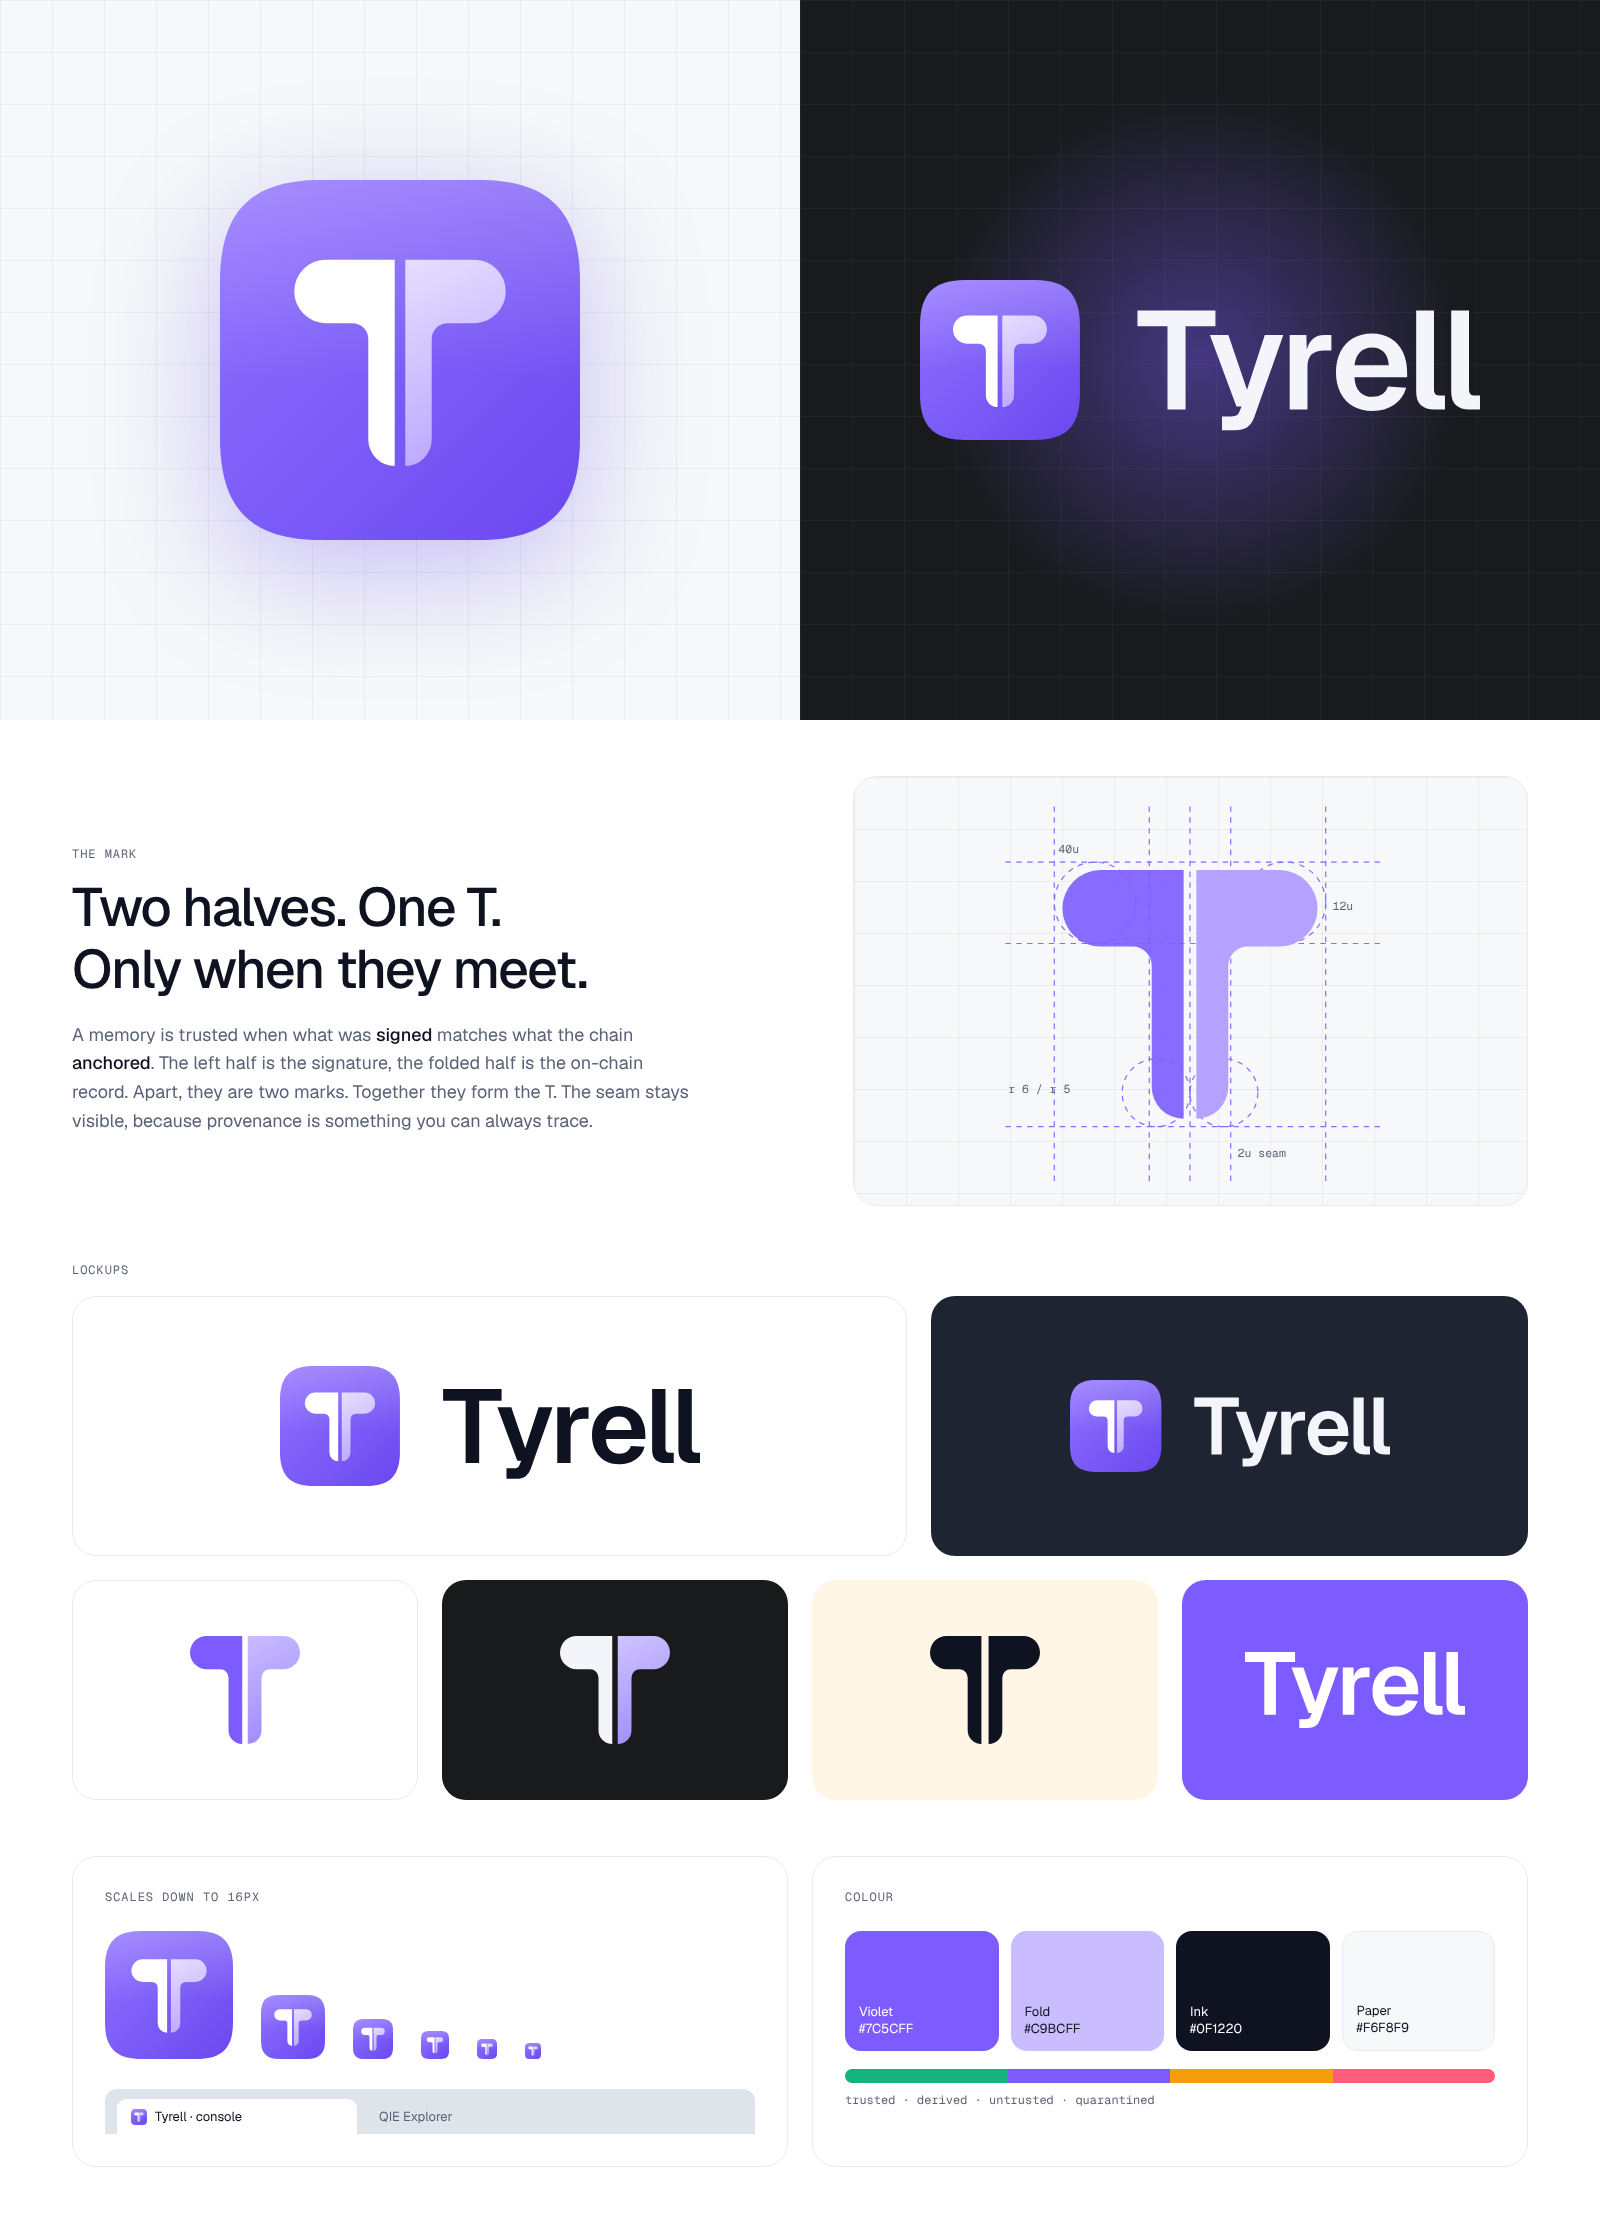 Tyrell
THE MARK
Two halves. One T.
Only when they meet.
A memory is trusted when what was signed matches what the chain
anchored. The left half is the signature, the folded half is the on-chain
record. Apart, they are two marks. Together they form the T. The seam stays
visible, because provenance is something you can always trace.
40u
12u
r 6 / r 5
2u seam
LOCKUPS
Tyrell
Tyrell
Tyrell
SCALES DOWN TO 16PX
Tyrell · console
QIE Explorer
COLOUR
Violet
#7C5CFF
Fold
#C9BCFF
Ink
#0F1220
Paper
#F6F8F9
trusted · derived · untrusted · quarantined